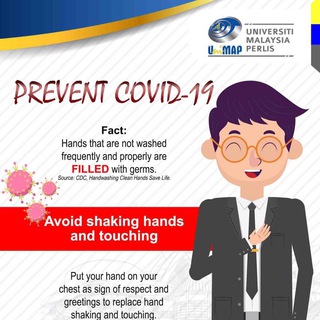 UNIVERSITI
MALAYSIA
PERLIS
UniMAP
PREVENT COVID-19
Fact:
Hands that are not washed
frequently and properly are
FILLED with germs.
Source: CDC, Handwashing Clean Hands Save Life.
Avoid shaking hands
and touching
Put your hand on your
chest as sign of respect and
greetings to replace hand
shaking and touching.